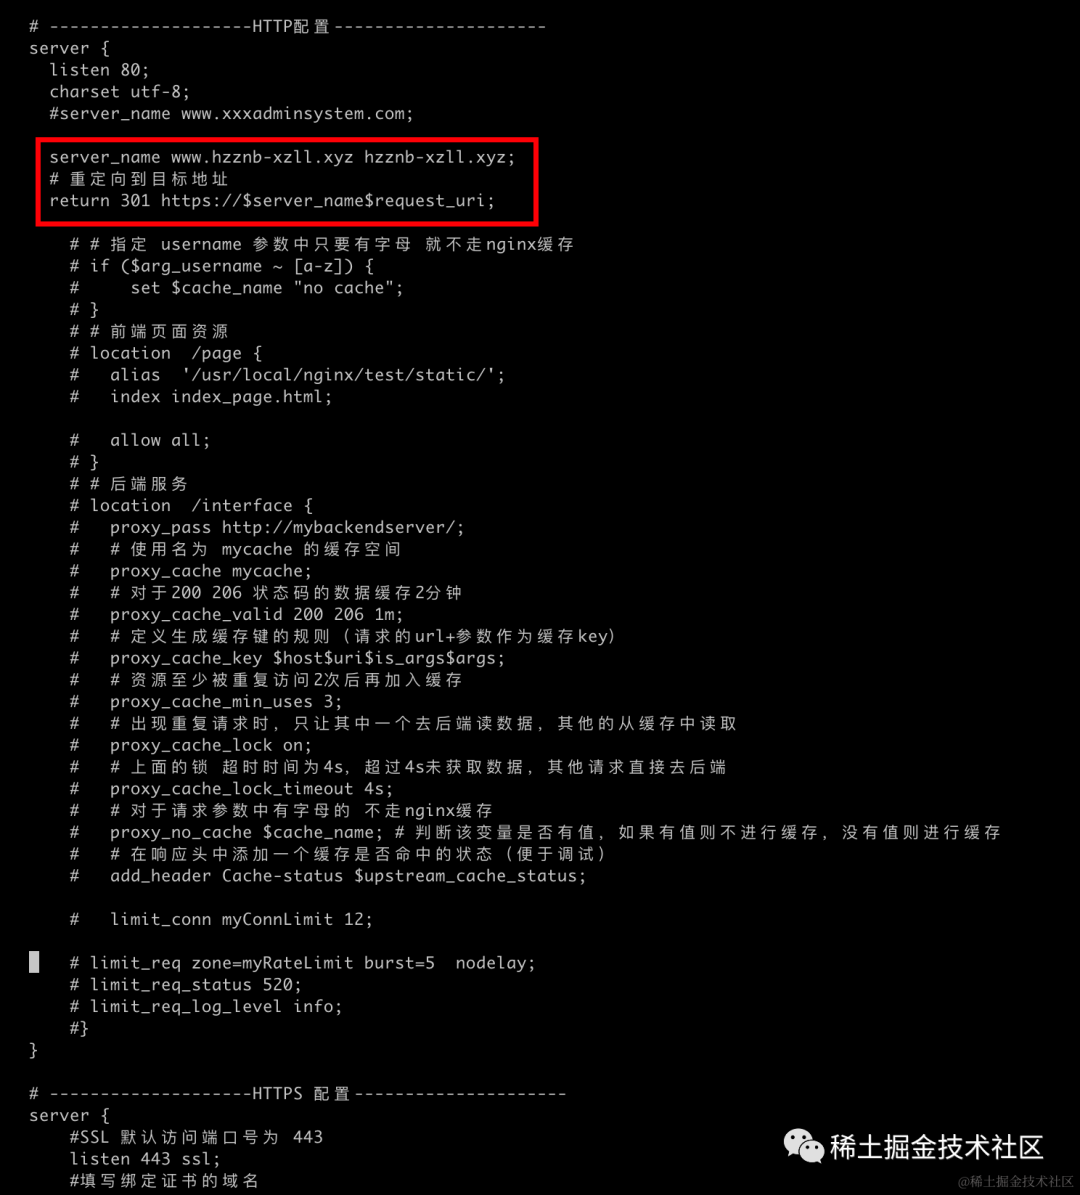 # --------------------HTTP配置---------------------
server {
  listen 80;
  charset utf-8;
  #server_name www.xxxadminsystem.com;

  server_name www.hzznb-xzll.xyz hzznb-xzll.xyz;
  # 重定向到目标地址
  return 301 https://$server_name$request_uri;

    # # 指定 username 参数中只要有字母 就不走nginx缓存
    # if ($arg_username ~ [a-z]) {
    #     set $cache_name "no cache";
    # }
    # # 前端页面资源
    # location  /page {
    #   alias  '/usr/local/nginx/test/static/';
    #   index index_page.html;

    #   allow all;
    # }
    # # 后端服务
    # location  /interface {
    #   proxy_pass http://mybackendserver/;
    #   # 使用名为 mycache 的缓存空间
    #   proxy_cache mycache;
    #   # 对于200 206 状态码的数据缓存2分钟
    #   proxy_cache_valid 200 206 1m;
    #   # 定义生成缓存键的规则（请求的url+参数作为缓存key）
    #   proxy_cache_key $host$uri$is_args$args;
    #   # 资源至少被重复访问2次后再加入缓存
    #   proxy_cache_min_uses 3;
    #   # 出现重复请求时，只让其中一个去后端读数据，其他的从缓存中读取
    #   proxy_cache_lock on;
    #   # 上面的锁 超时时间为4s，超过4s未获取数据，其他请求直接去后端
    #   proxy_cache_lock_timeout 4s;
    #   # 对于请求参数中有字母的 不走nginx缓存
    #   proxy_no_cache $cache_name; # 判断该变量是否有值，如果有值则不进行缓存，没有值则进行缓存
    #   # 在响应头中添加一个缓存是否命中的状态（便于调试）
    #   add_header Cache-status $upstream_cache_status;

    #   limit_conn myConnLimit 12;

    # limit_req zone=myRateLimit burst=5  nodelay;
    # limit_req_status 520;
    # limit_req_log_level info;
    #}
}

# --------------------HTTPS 配置---------------------
server {
    #SSL 默认访问端口号为 443
    listen 443 ssl;
    #填写绑定证书的域名
稀土掘金技术社区
@稀土掘金技术社区